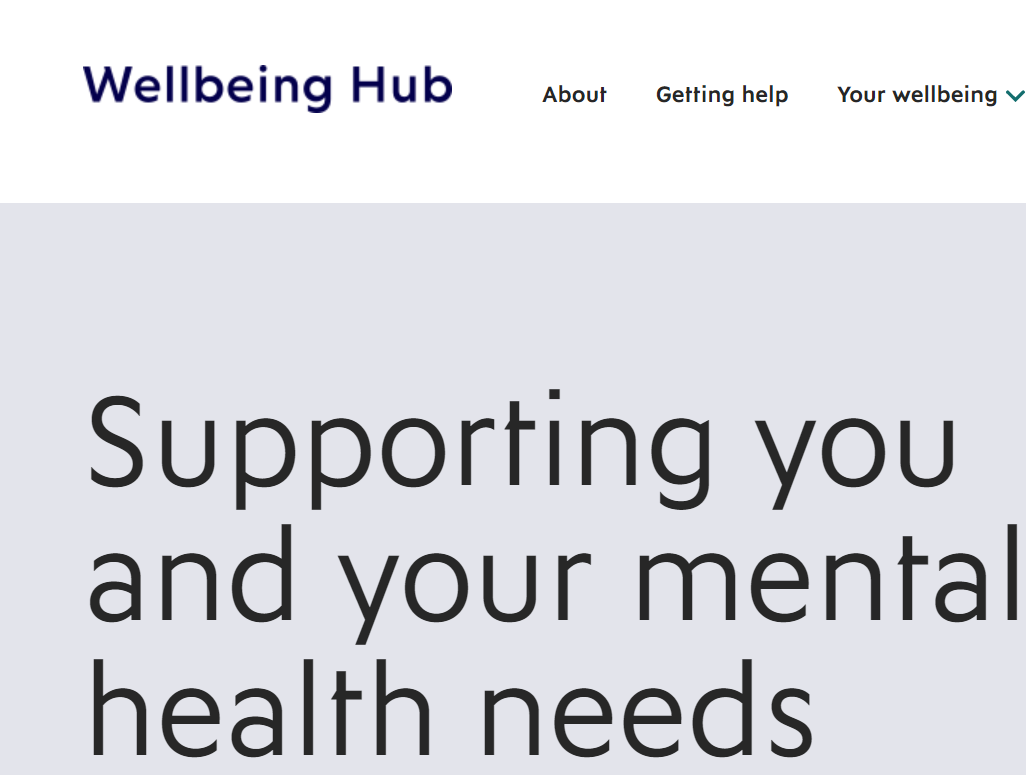 Wellbeing Hub
About Getting help Your wellbeing
Supporting you
and your mental
health needs